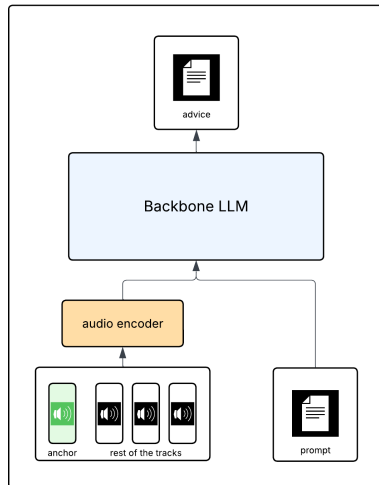 advice
Backbone LLM
audio encoder
anchor
rest of the tracks
prompt